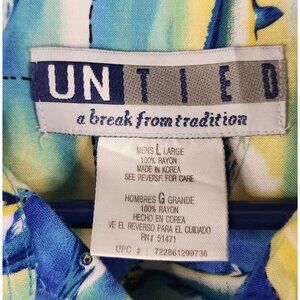 UNTIED
a break from tradition
MENS L LARGE
100% RAYON
MADE IN KOREA
SEE REVERSE FOR CARE
HOMBRES G GRANDE
100% RAYON
HECHO EN COREA
VE EL REVERSO PARA EL CUIDADO
RN# 51471
UPC # : 722861299736